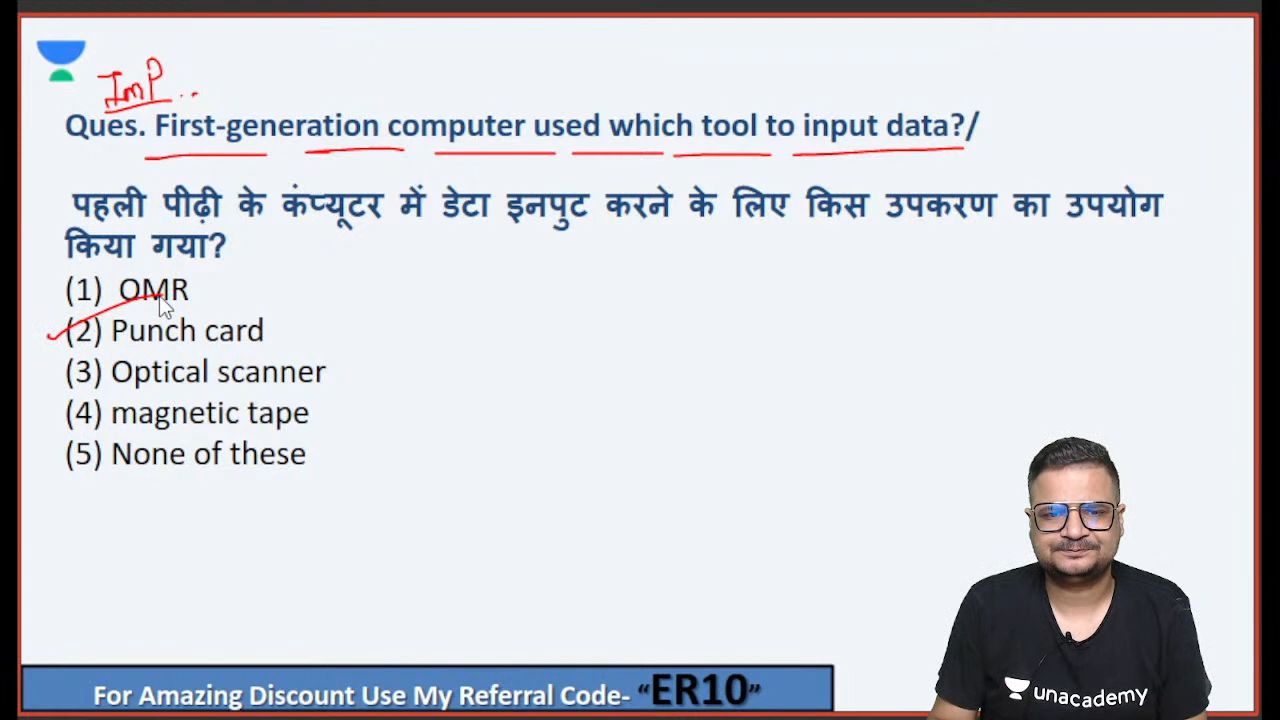 ImP ..
Ques. First-generation computer used which tool to input data?/
पहली पीढ़ी के कंप्यूटर में डेटा इनपुट करने के लिए किस उपकरण का उपयोग
किया गया?
(1) OMR
(2) Punch card
(3) Optical scanner
(4) magnetic tape
(5) None of these
unacademy
For Amazing Discount Use My Referral Code- “ER10”